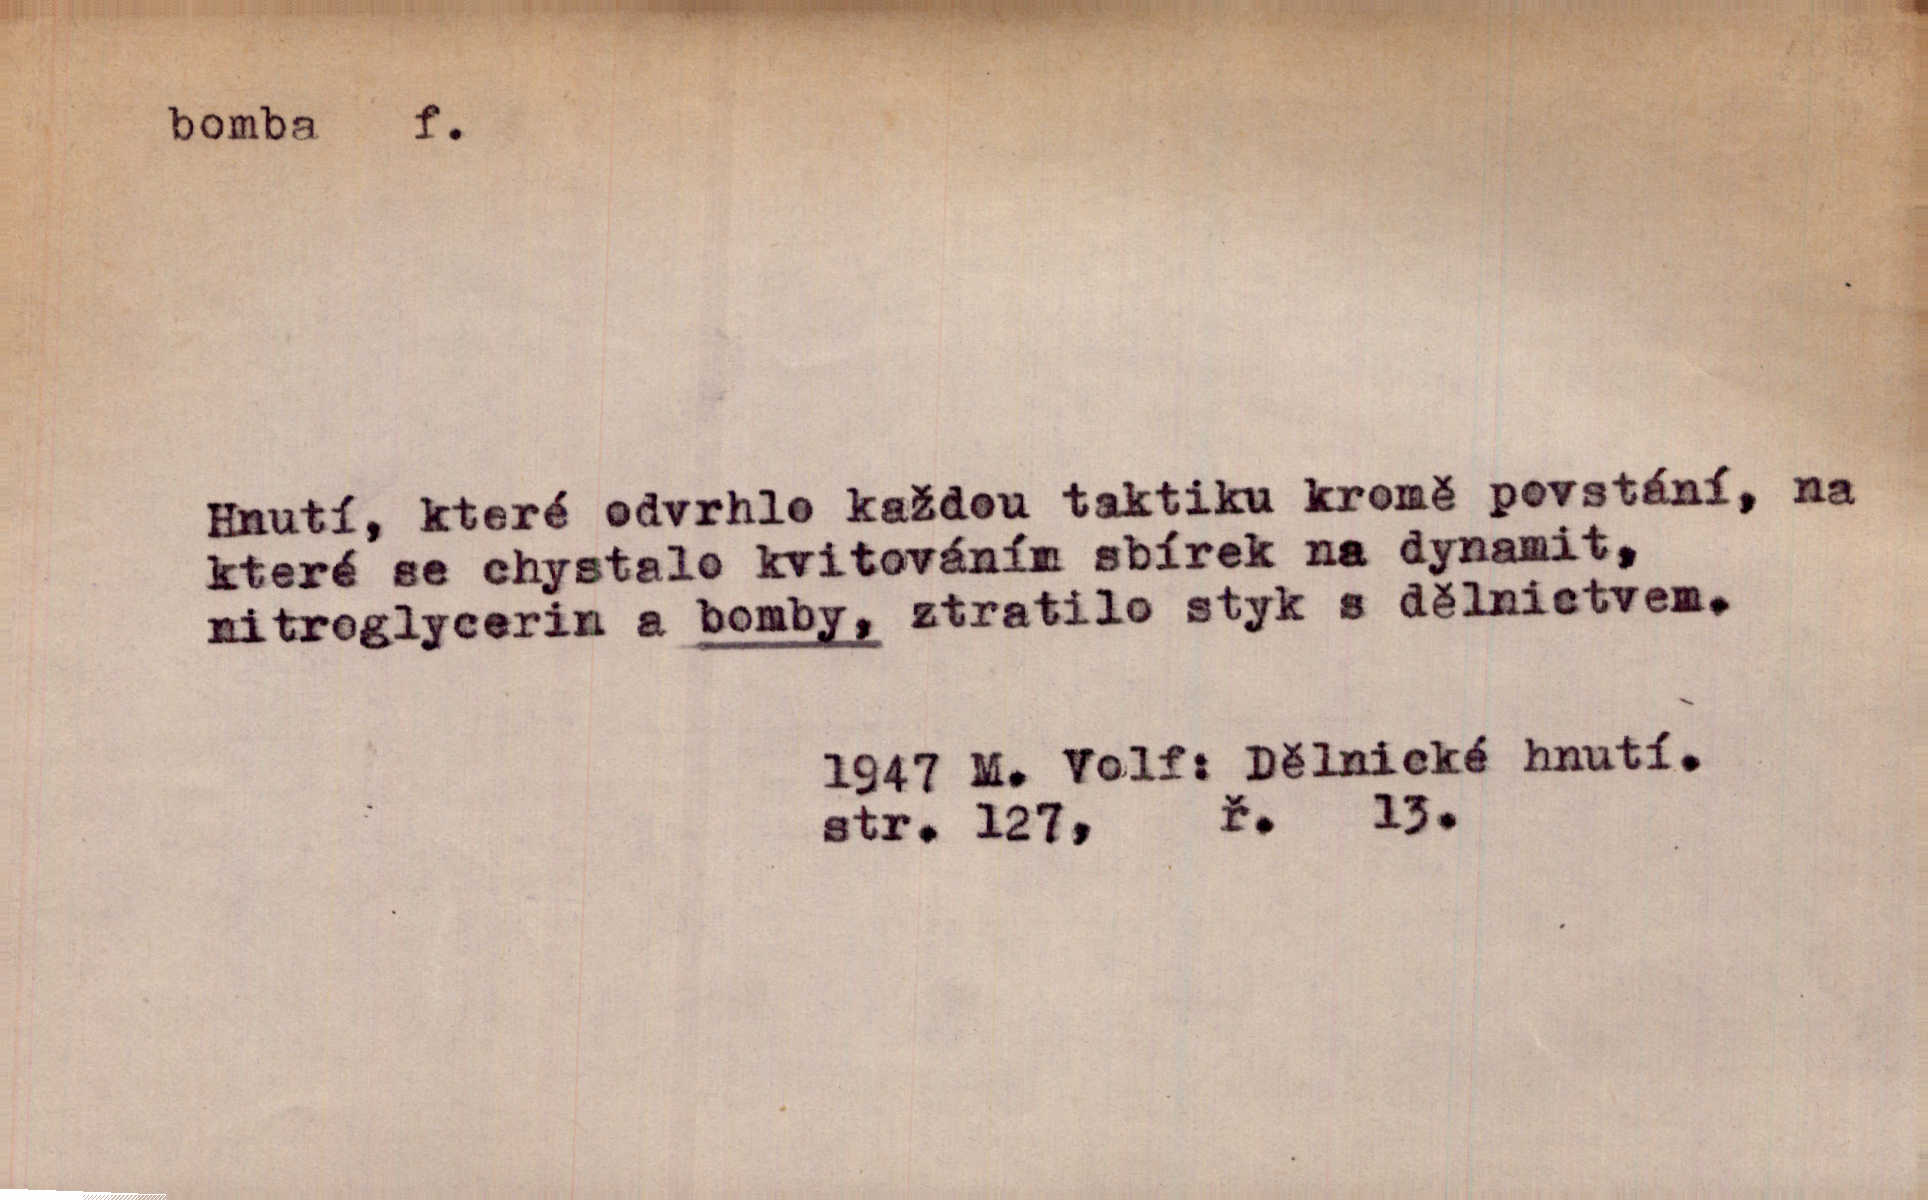 bomba f.
Hnutí, které odvrhlo každou taktiku kromě povstání, na
které se chystalo kvitováním sbírek na dynamit,
nitroglycerin a bomby, ztratilo styk s dělnictvem.
1947 M. Volf: Dělnické hnutí.
str. 127, ř. 13.